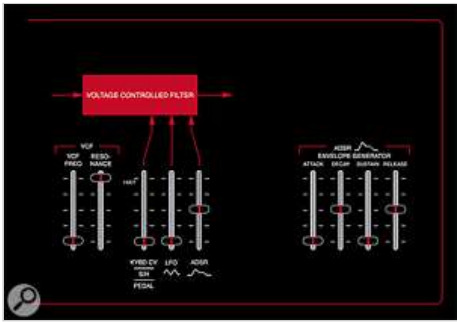 VOLTAGE CONTROLLED FILTER
VCF
VCF FREQ
RESO-NANCE
KYBD CV
S/H
PEDAL
LFO
ADSR
ADSR
ENVELOPE GENERATOR
ATTACK DECAY SUSTAIN RELEASE